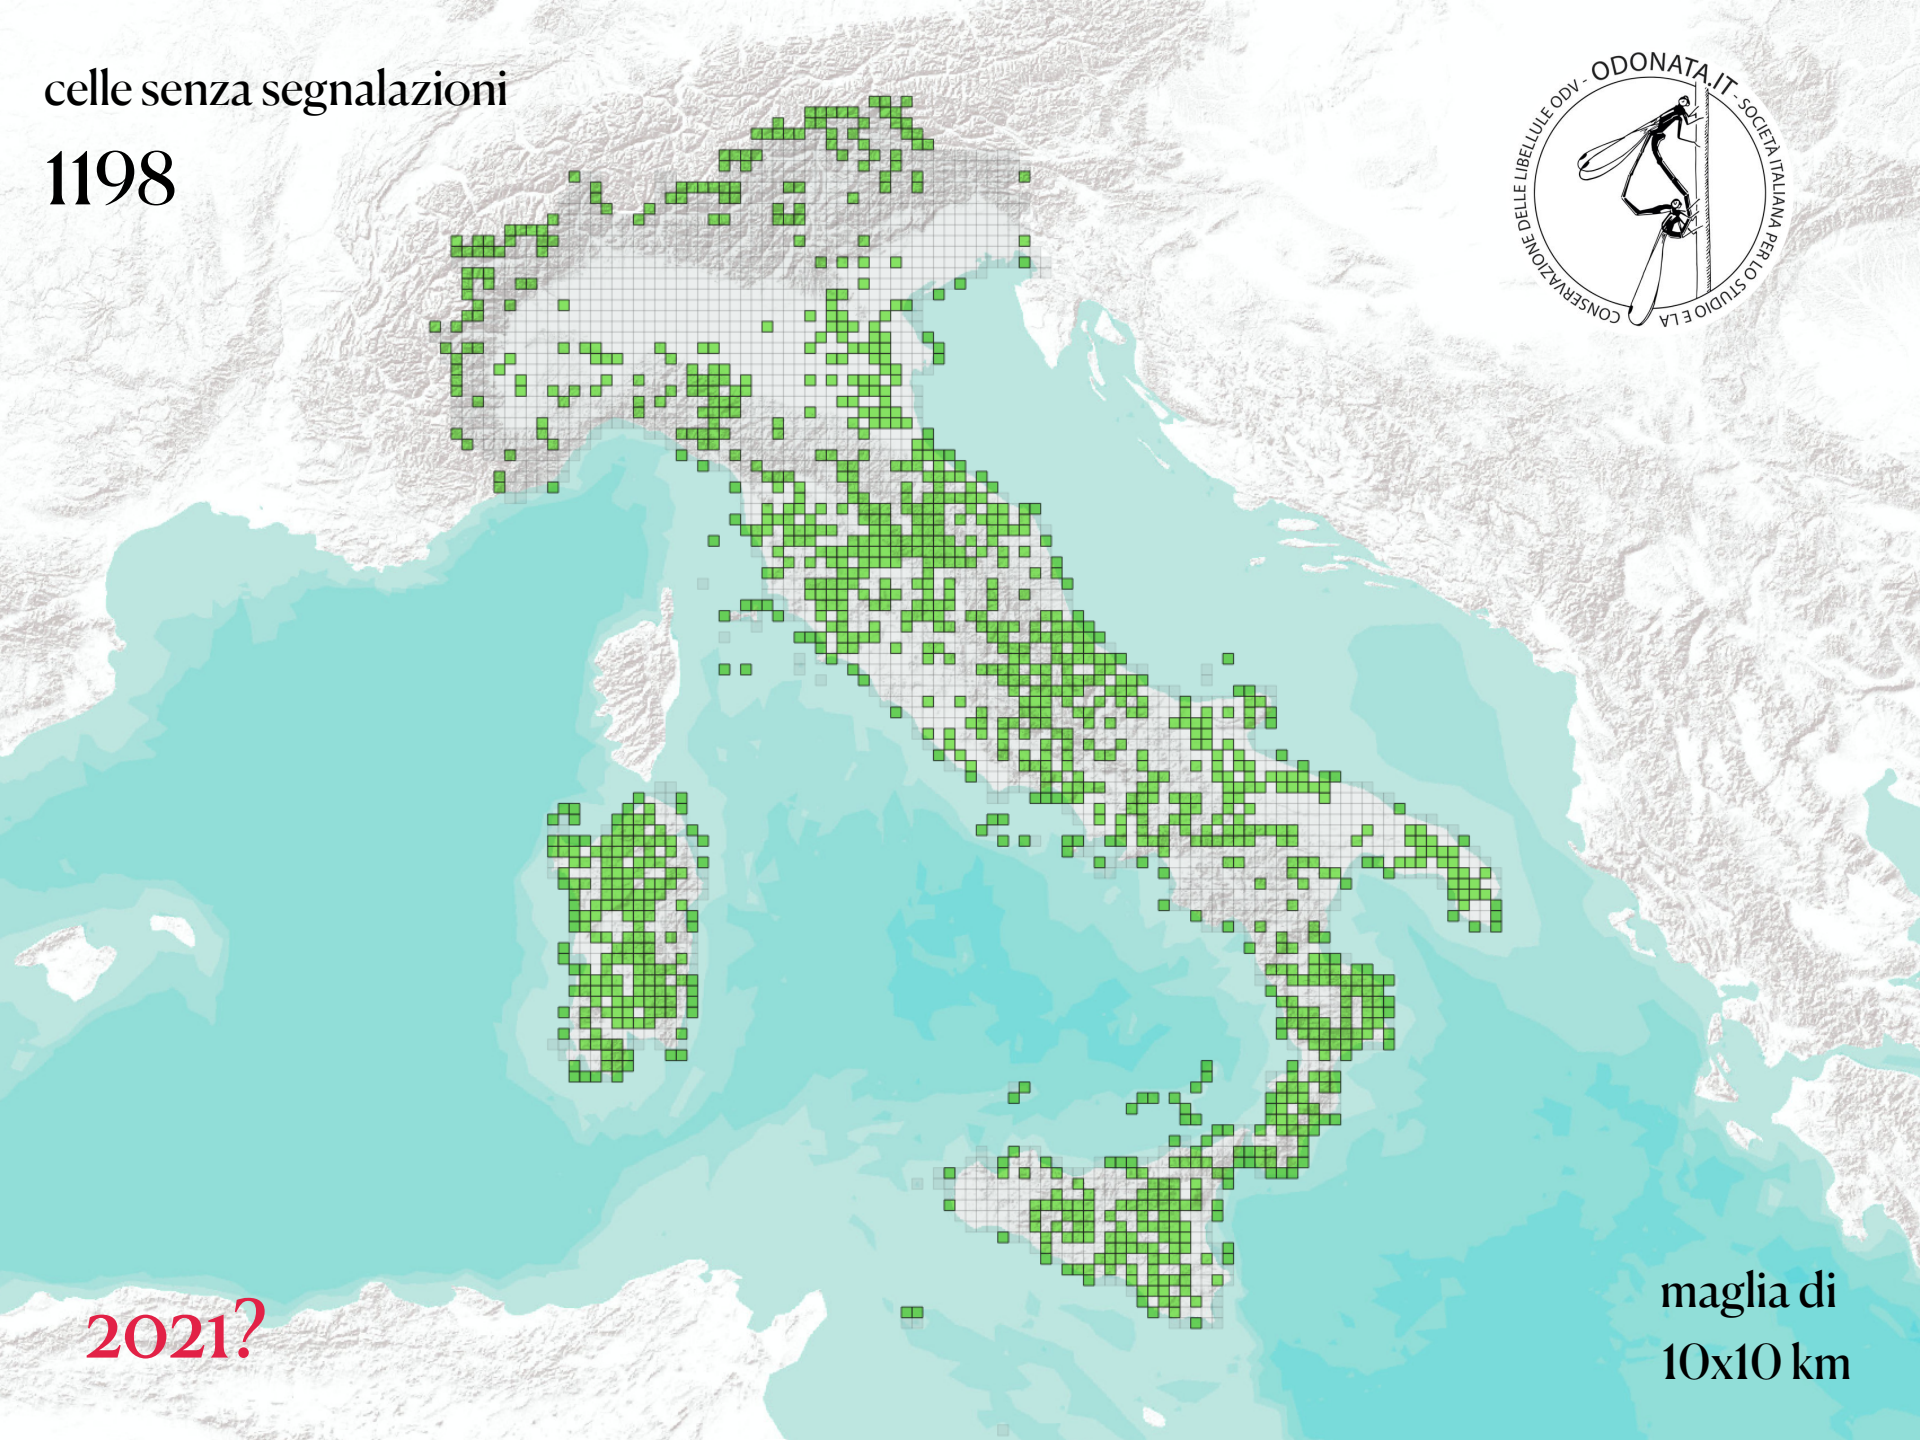 celle senza segnalazioni
1198
ODONATA.IT - SOCIETÀ ITALIANA PER LO STUDIO E LA CONSERVAZIONE DELLE LIBELLULE ODV -
2021?
maglia di
10x10 km